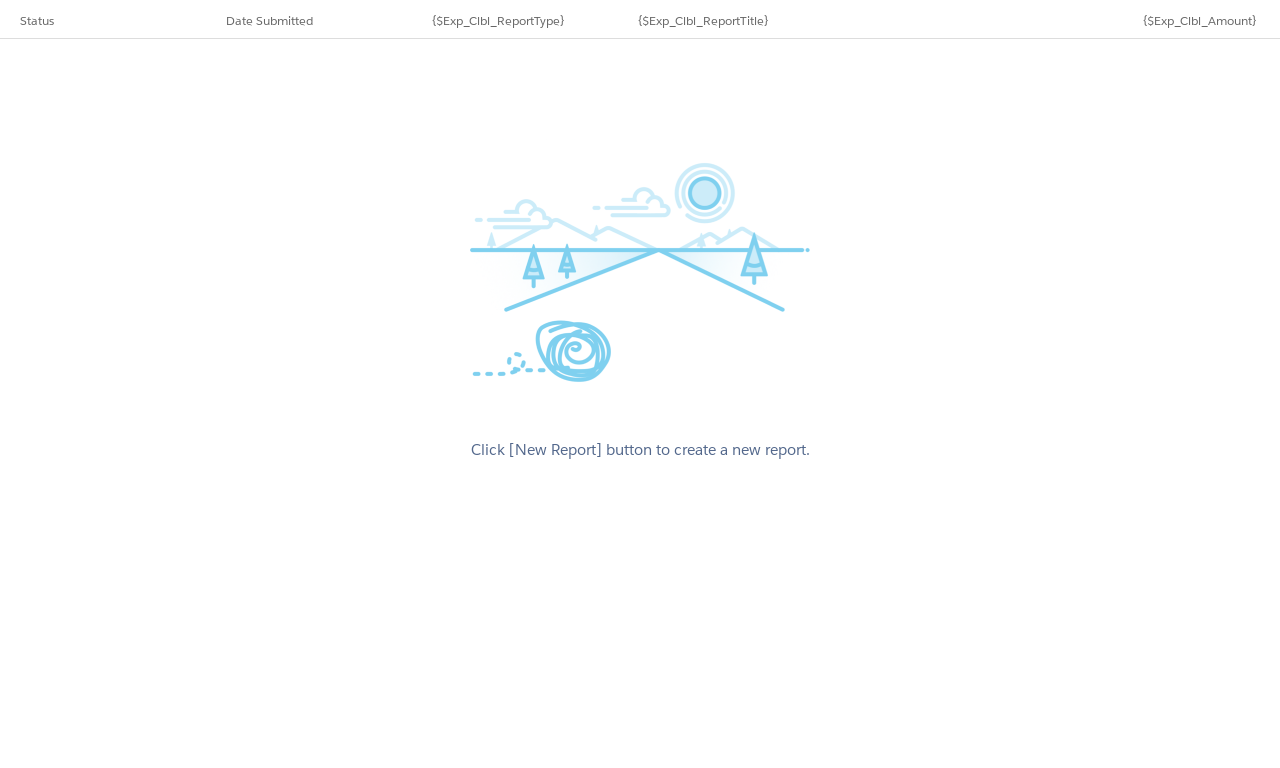 Status
Date Submitted
{$Exp_Clbl_ReportType}
{$Exp_Clbl_ReportTitle}
{$Exp_Clbl_Amount}
Click [New Report] button to create a new report.